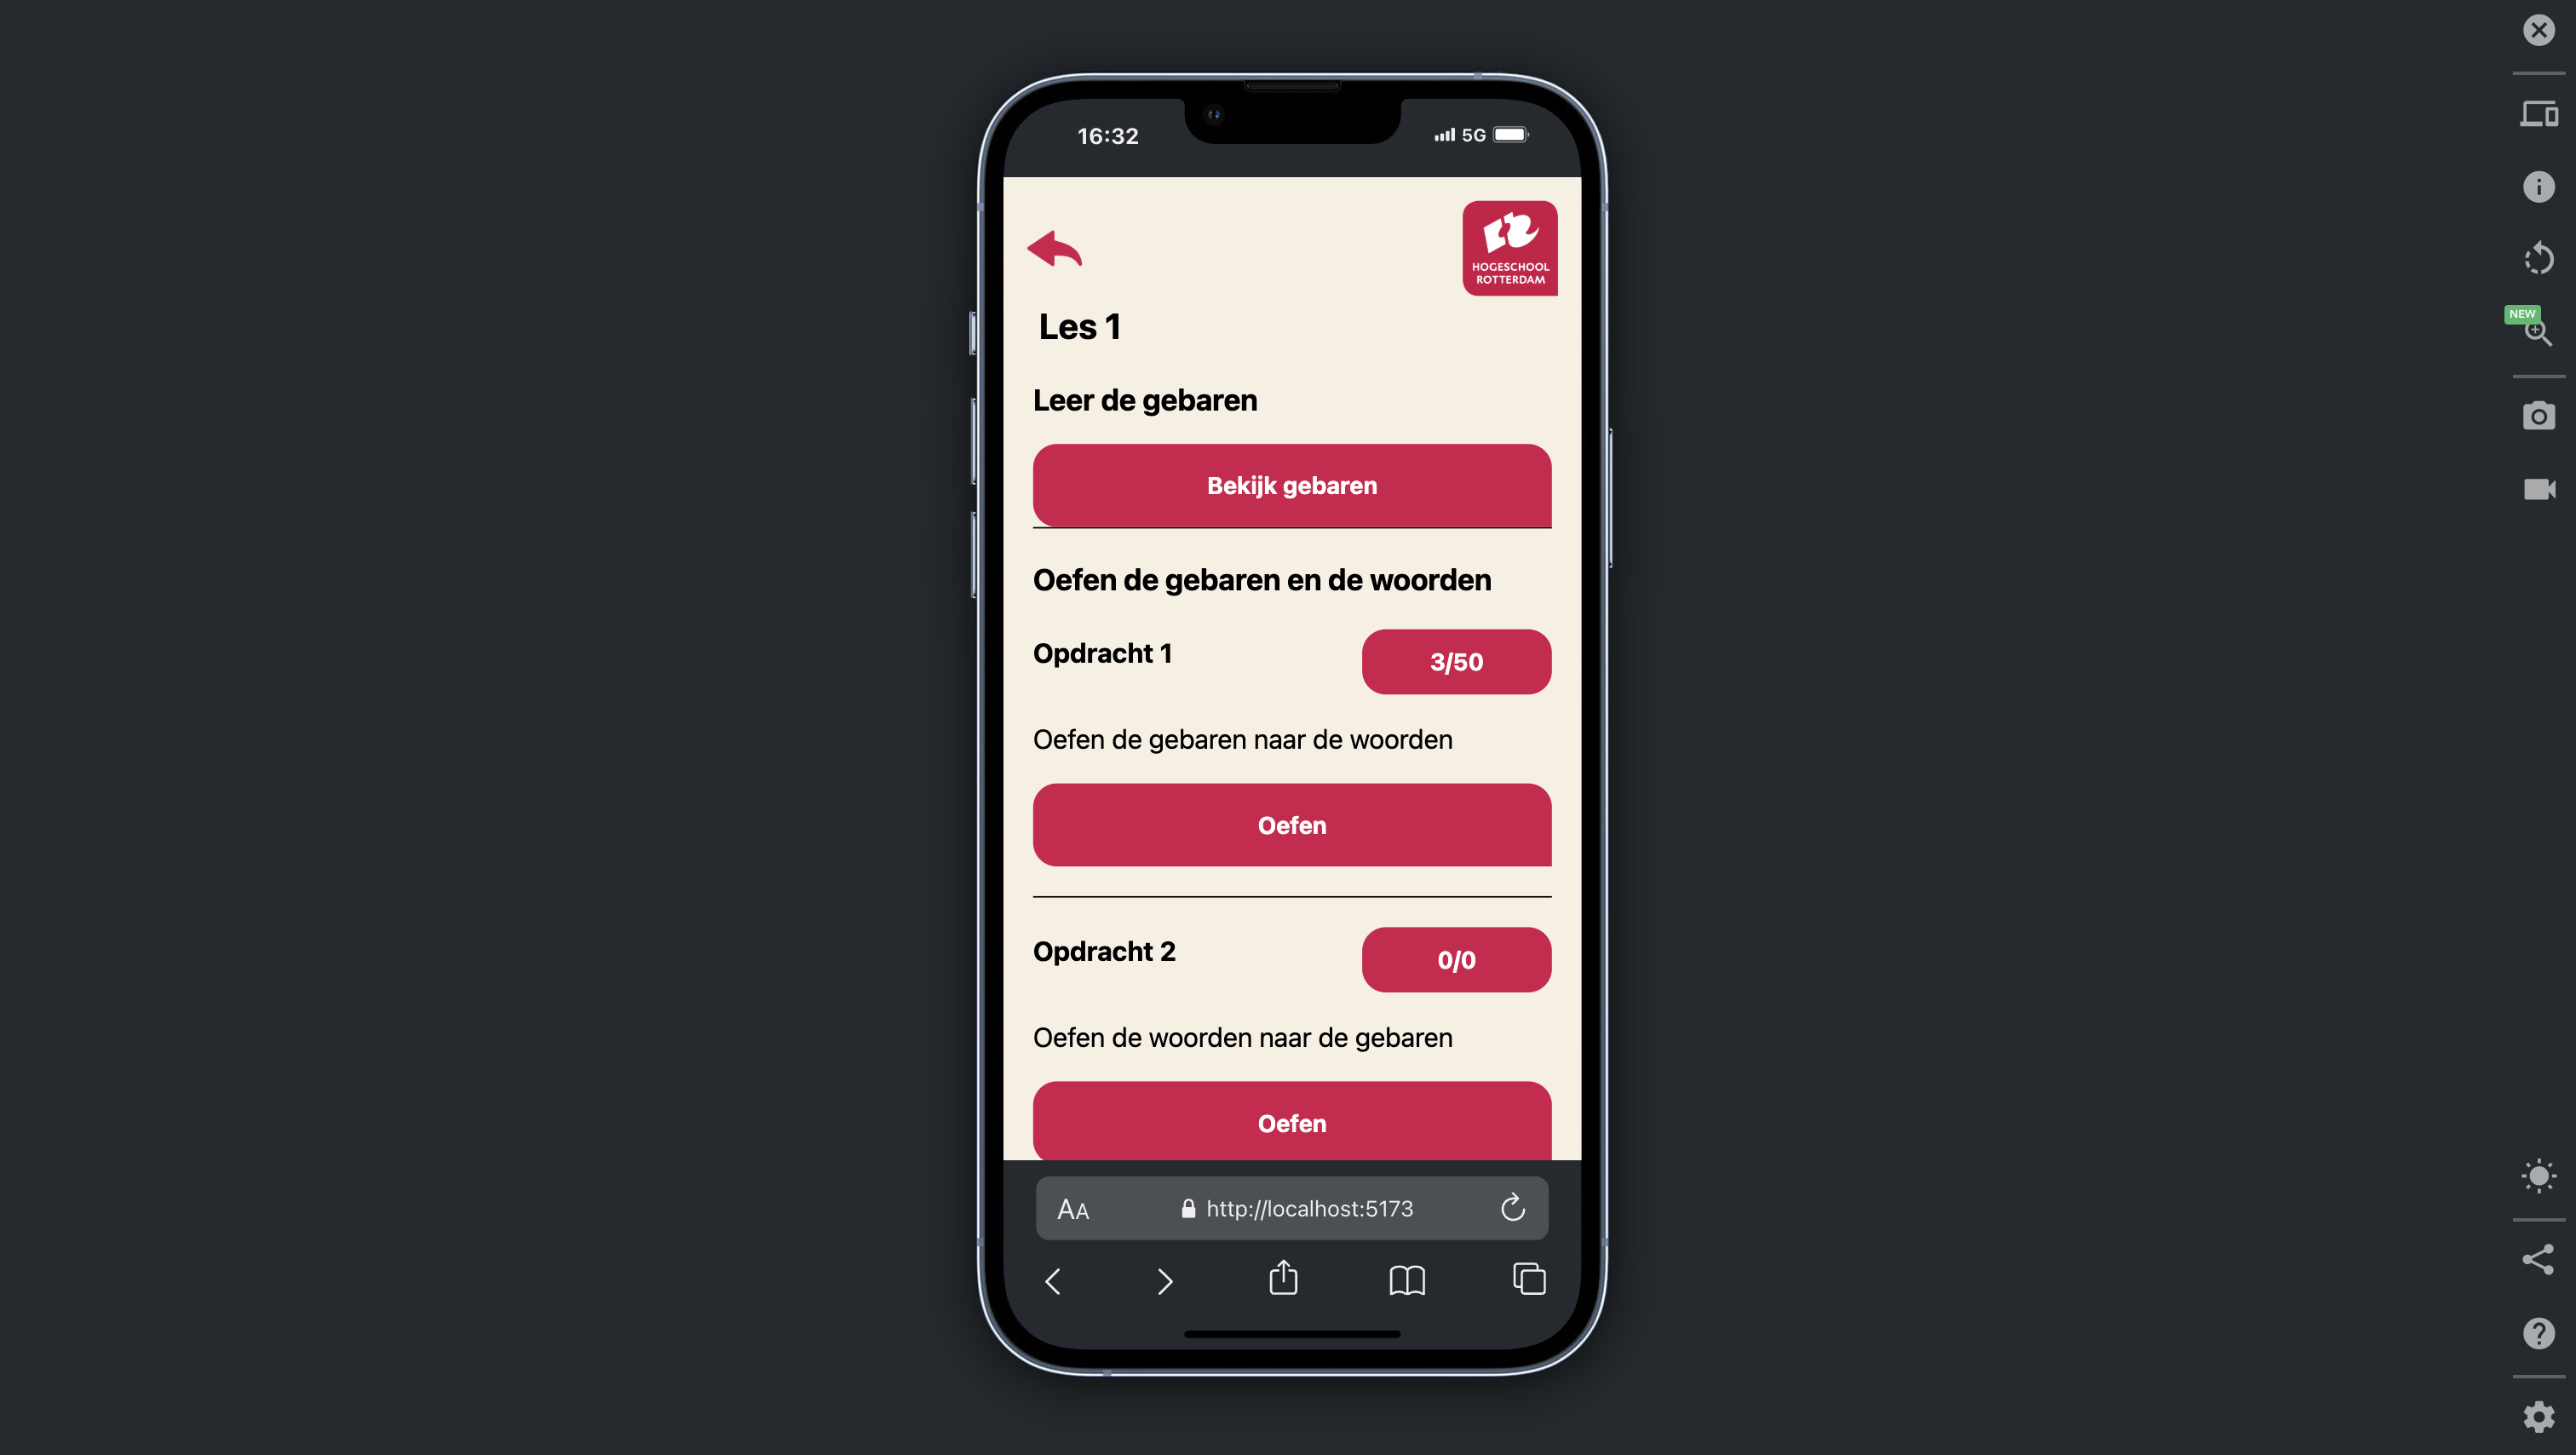 16:32
5G
HOGESCHOOL
ROTTERDAM
Les 1
Leer de gebaren
Bekijk gebaren
Oefen de gebaren en de woorden
Opdracht 1
3/50
Oefen de gebaren naar de woorden
Oefen
Opdracht 2
0/0
Oefen de woorden naar de gebaren
Oefen
AA
http://localhost:5173
NEW